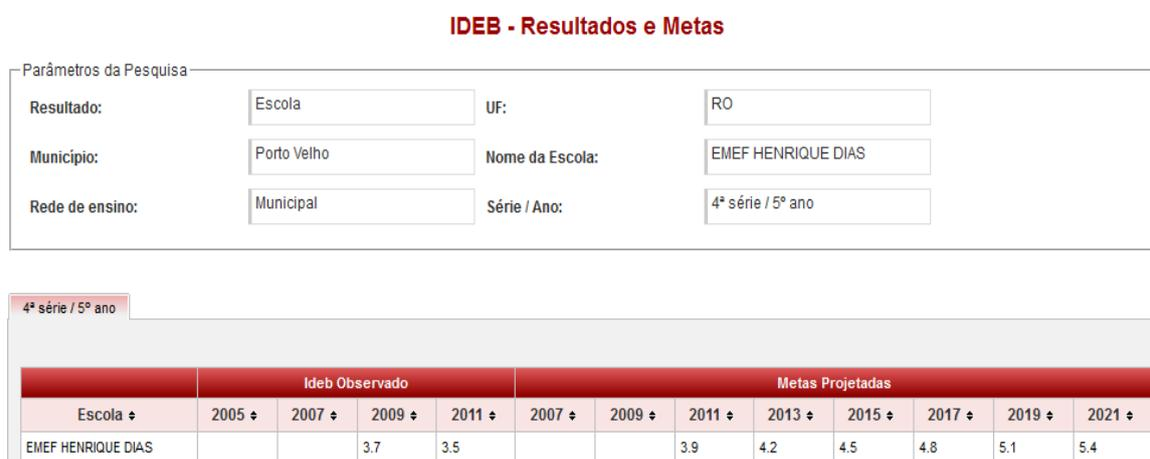 IDEB - Resultados e Metas
Parâmetros da Pesquisa
Resultado: Escola UF: RO
Município: Porto Velho Nome da Escola: EMEF HENRIQUE DIAS
Rede de ensino: Municipal Série / Ano: 4ª série / 5º ano
4ª série / 5º ano
Ideb Observado Metas Projetadas
Escola 2005 2007 2009 2011 2007 2009 2011 2013 2015 2017 2019 2021
EMEF HENRIQUE DIAS 3.7 3.5 3.9 4.2 4.5 4.8 5.1 5.4